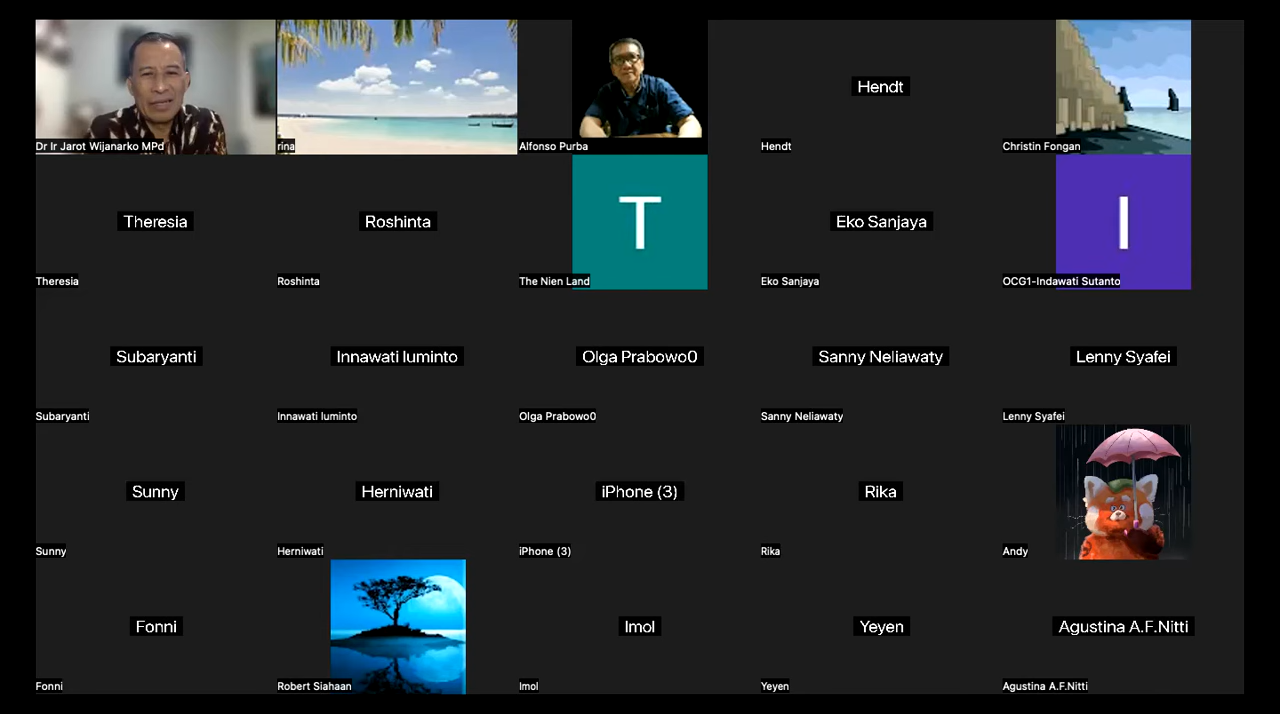 Dr Ir Jarot Wijanarko MPd
rina
Alfonso Purba
Hendt
Hendt
Christin Fongan
Theresia
Theresia
Roshinta
Roshinta
T
The Nien Land
Eko Sanjaya
Eko Sanjaya
I
OCG1-Indawati Sutanto
Subaryanti
Subaryanti
Innawati luminto
Innawati luminto
Olga Prabowo0
Olga Prabowo0
Sanny Neliawaty
Sanny Neliawaty
Lenny Syafei
Lenny Syafei
Sunny
Sunny
Herniwati
Herniwati
iPhone (3)
iPhone (3)
Rika
Rika
Andy
Fonni
Fonni
Robert Siahaan
Imol
Imol
Yeyen
Yeyen
Agustina A.F.Nitti
Agustina A.F.Nitti